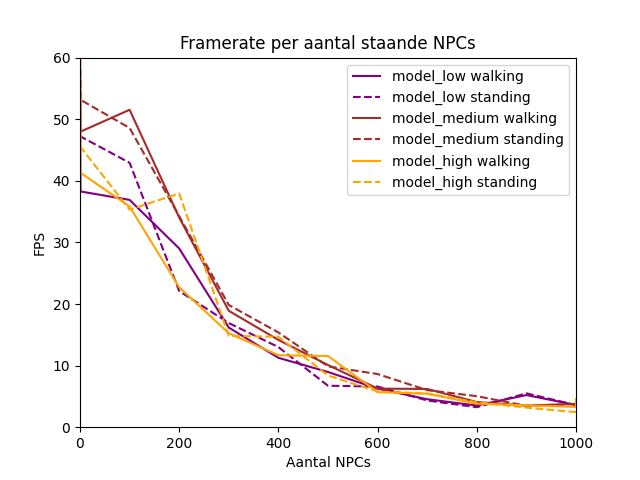 Framerate per aantal staande NPCs
60
50
40
30
20
10
0
FPS
model_low walking
model_low standing
model_medium walking
model_medium standing
model_high walking
model_high standing
0 200 400 600 800 1000
Aantal NPCs